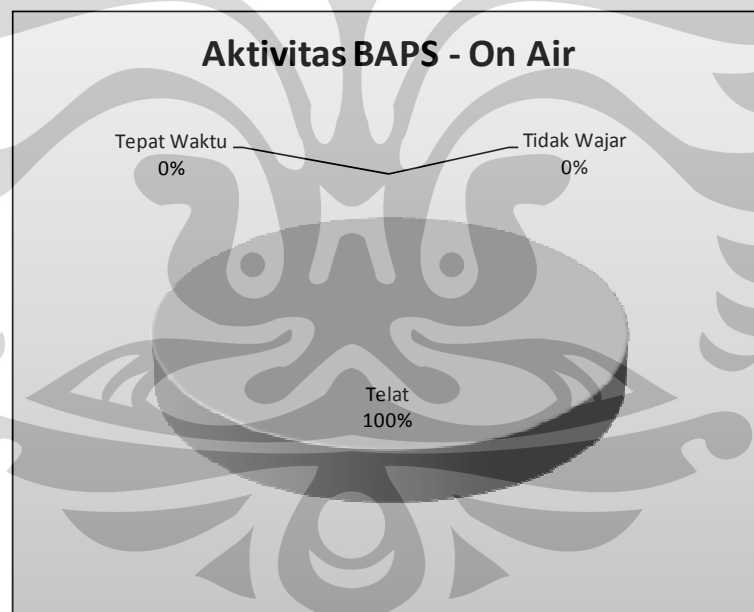 Aktivitas BAPS - On Air
Tepat Waktu
0%
Tidak Wajar
0%
Telat
100%